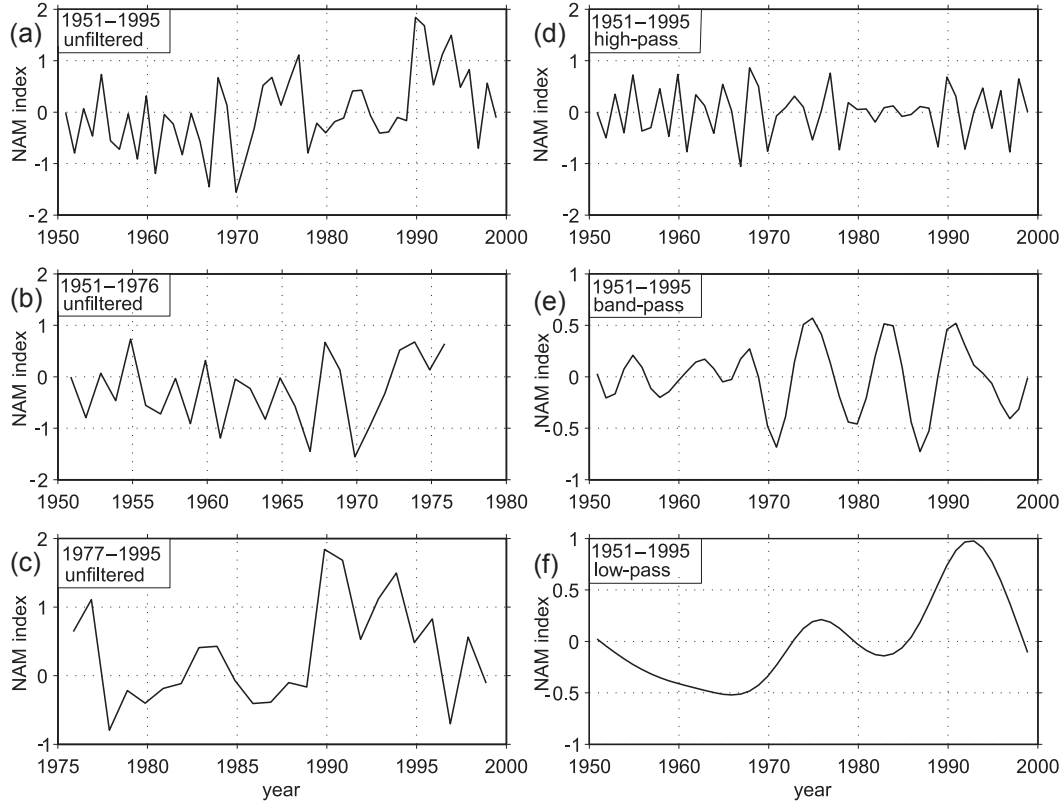 (a)
1951–1995
unfiltered
NAM index
2
1
0
-1
-2
1950 1960 1970 1980 1990 2000
(b)
1951–1976
unfiltered
NAM index
2
1
0
-1
-2
1950 1955 1960 1965 1970 1975 1980
(c)
1977–1995
unfiltered
NAM index
2
1
0
-1
1975 1980 1985 1990 1995 2000
year
(d)
1951–1995
high-pass
NAM index
2
1
0
-1
-2
1950 1960 1970 1980 1990 2000
(e)
1951–1995
band-pass
NAM index
1
0.5
0
-0.5
-1
1950 1960 1970 1980 1990 2000
(f)
1951–1995
low-pass
NAM index
1
0.5
0
-0.5
-1
1950 1960 1970 1980 1990 2000
year